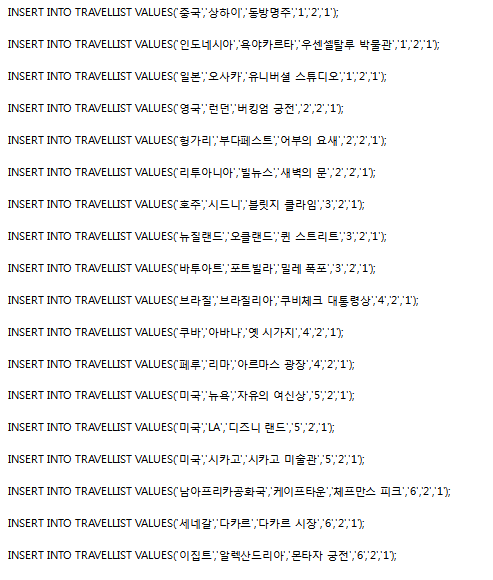 INSERT INTO TRAVELLIST VALUES('중국','상하이','동방명주','1','2','1');
INSERT INTO TRAVELLIST VALUES('인도네시아','욕야카르타','우센셀탈루 박물관','1','2','1');
INSERT INTO TRAVELLIST VALUES('일본','오사카','유니버셜 스튜디오','1','2','1');
INSERT INTO TRAVELLIST VALUES('영국','런던','버킹엄 궁전','2','2','1');
INSERT INTO TRAVELLIST VALUES('헝가리','부다페스트','어부의 요새','2','2','1');
INSERT INTO TRAVELLIST VALUES('리투아니아','빌뉴스','새벽의 문','2','2','1');
INSERT INTO TRAVELLIST VALUES('호주','시드니','블릿지 클라임','3','2','1');
INSERT INTO TRAVELLIST VALUES('뉴질랜드','오클랜드','퀸 스트리트','3','2','1');
INSERT INTO TRAVELLIST VALUES('바투아트','포트빌라','밀레 폭포','3','2','1');
INSERT INTO TRAVELLIST VALUES('브라질','브라질리아','쿠비체크 대통령상','4','2','1');
INSERT INTO TRAVELLIST VALUES('쿠바','아바나','옛 시가지','4','2','1');
INSERT INTO TRAVELLIST VALUES('페루','리마','아르마스 광장','4','2','1');
INSERT INTO TRAVELLIST VALUES('미국','뉴욕','자유의 여신상','5','2','1');
INSERT INTO TRAVELLIST VALUES('미국','LA','디즈니 랜드','5','2','1');
INSERT INTO TRAVELLIST VALUES('미국','시카고','시카고 미술관','5','2','1');
INSERT INTO TRAVELLIST VALUES('남아프리카공화국','케이프타운','체프만스 피크','6','2','1');
INSERT INTO TRAVELLIST VALUES('세네갈','다카르','다카르 시장','6','2','1');
INSERT INTO TRAVELLIST VALUES('이집트','알렉산드리아','몬타자 궁전','6','2','1');